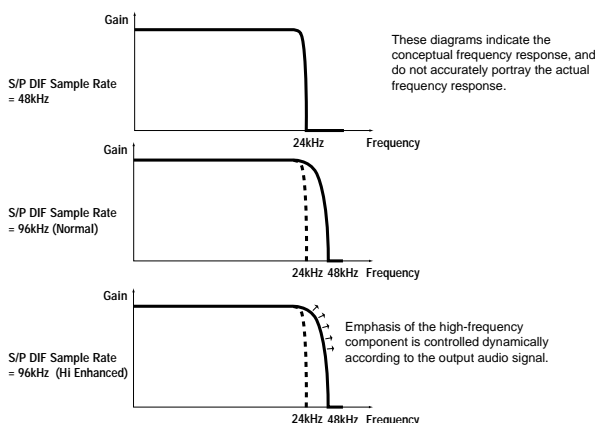 Gain
These diagrams indicate the
conceptual frequency response, and
do not accurately portray the actual
frequency response.
S/P DIF Sample Rate
= 48kHz
24kHz Frequency
Gain
S/P DIF Sample Rate
= 96kHz (Normal)
24kHz 48kHz Frequency
Gain
Emphasis of the high-frequency
component is controlled dynamically
according to the output audio signal.
S/P DIF Sample Rate
= 96kHz (Hi Enhanced)
24kHz 48kHz Frequency